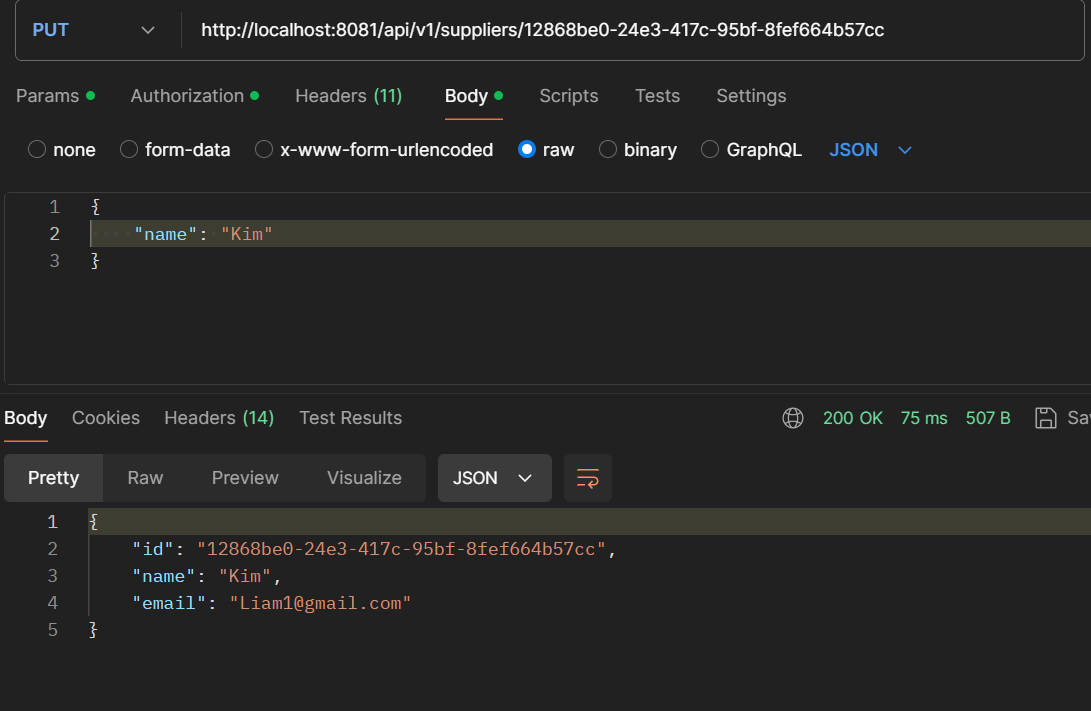 PUT http://localhost:8081/api/v1/suppliers/12868be0-24e3-417c-95bf-8fef664b57cc
Params Authorization Headers (11) Body Scripts Tests Settings
none form-data x-www-form-urlencoded raw binary GraphQL JSON
1 {
2 "name": "Kim"
3 }
Body Cookies Headers (14) Test Results 200 OK 75 ms 507 B Sav
Pretty Raw Preview Visualize JSON
1 {
2 "id": "12868be0-24e3-417c-95bf-8fef664b57cc",
3 "name": "Kim",
4 "email": "Liam1@gmail.com"
5 }